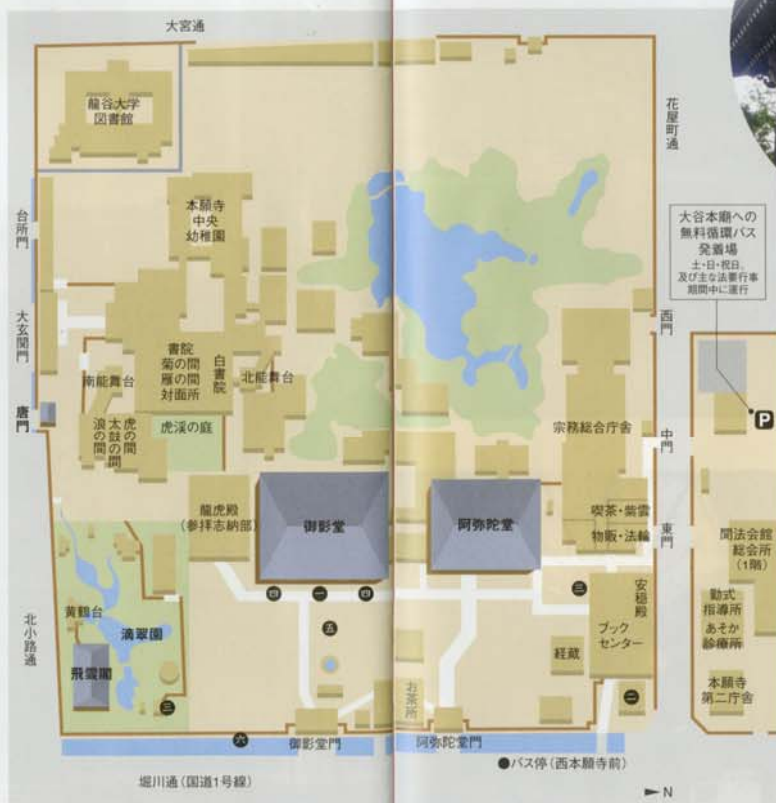 大宮通
龍谷大学
図書館
花屋町通
台所門
本願寺
中央
幼稚園
大谷本廟への
無料循環バス
発着場
土・日・祝日、
及び主な法要行事
期間中に運行
大玄関門
西門
書院
菊の間
雁の間
対面所
白書院
北能舞台
南能舞台
唐門
虎の間
太鼓の間
浪の間
虎渓の庭
宗務総合庁舎
中門
P
龍虎殿
(参拝志納部)
御影堂
阿弥陀堂
喫茶・紫雲
物販・法輪
東門
聞法会館
総会所
(1階)
四
一
四
三
安穏殿
ブック
センター
勤式
指導所
あそか
診療所
北小路通
黄鶴台
滴翠園
飛雲閣
五
三
お茶所
経蔵
二
本願寺
第二庁舎
六
御影堂門
阿弥陀堂門
●バス停(西本願寺前)
堀川通(国道1号線)
N